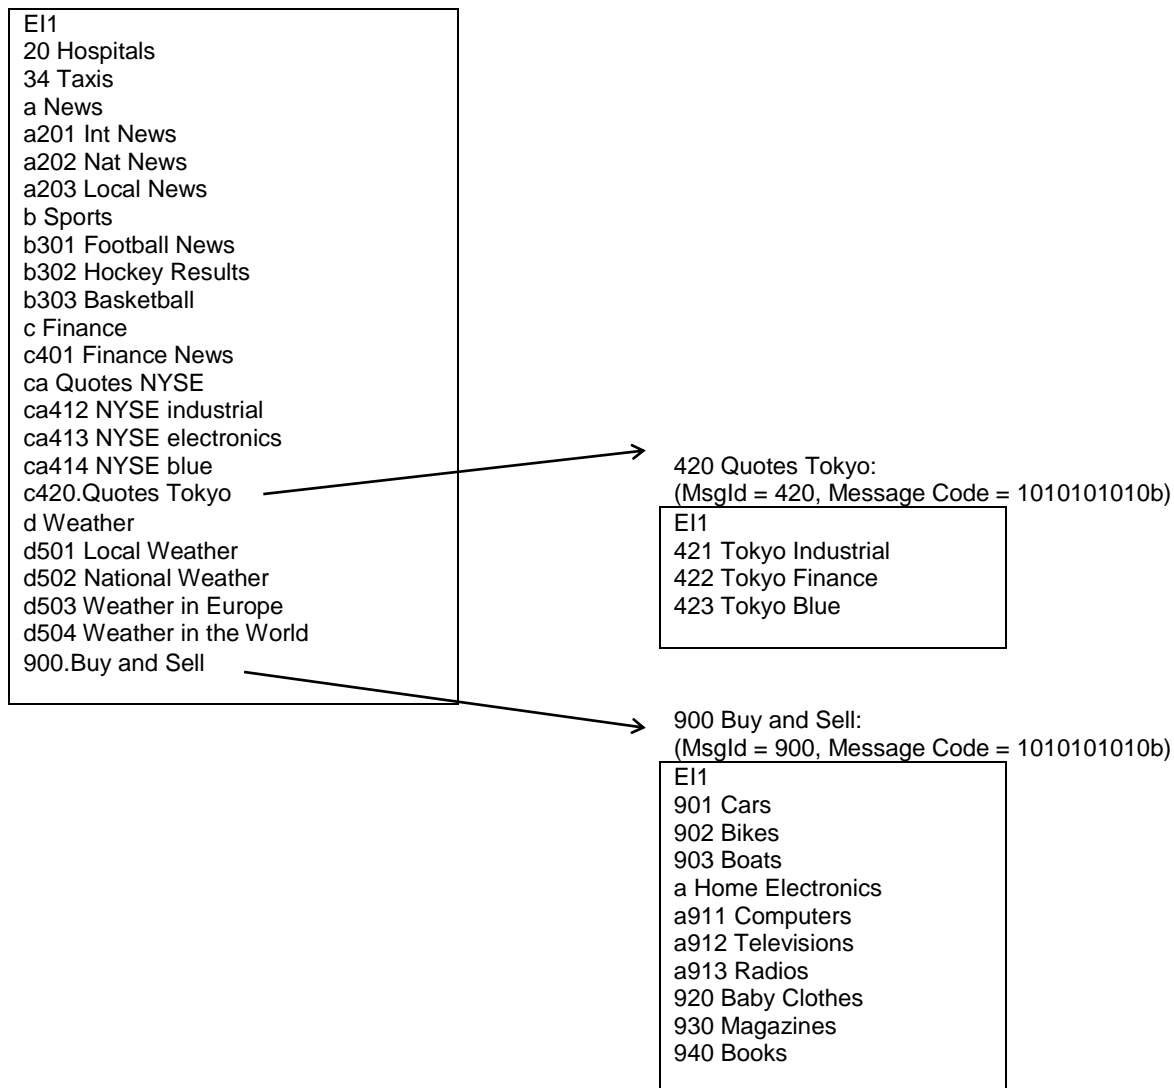 EI1
20 Hospitals
34 Taxis
a News
a201 Int News
a202 Nat News
a203 Local News
b Sports
b301 Football News
b302 Hockey Results
b303 Basketball
c Finance
c401 Finance News
ca Quotes NYSE
ca412 NYSE industrial
ca413 NYSE electronics
ca414 NYSE blue
c420.Quotes Tokyo
d Weather
d501 Local Weather
d502 National Weather
d503 Weather in Europe
d504 Weather in the World
900.Buy and Sell
420 Quotes Tokyo:
(MsgId = 420, Message Code = 1010101010b)
EI1
421 Tokyo Industrial
422 Tokyo Finance
423 Tokyo Blue
900 Buy and Sell:
(MsgId = 900, Message Code = 1010101010b)
EI1
901 Cars
902 Bikes
903 Boats
a Home Electronics
a911 Computers
a912 Televisions
a913 Radios
920 Baby Clothes
930 Magazines
940 Books